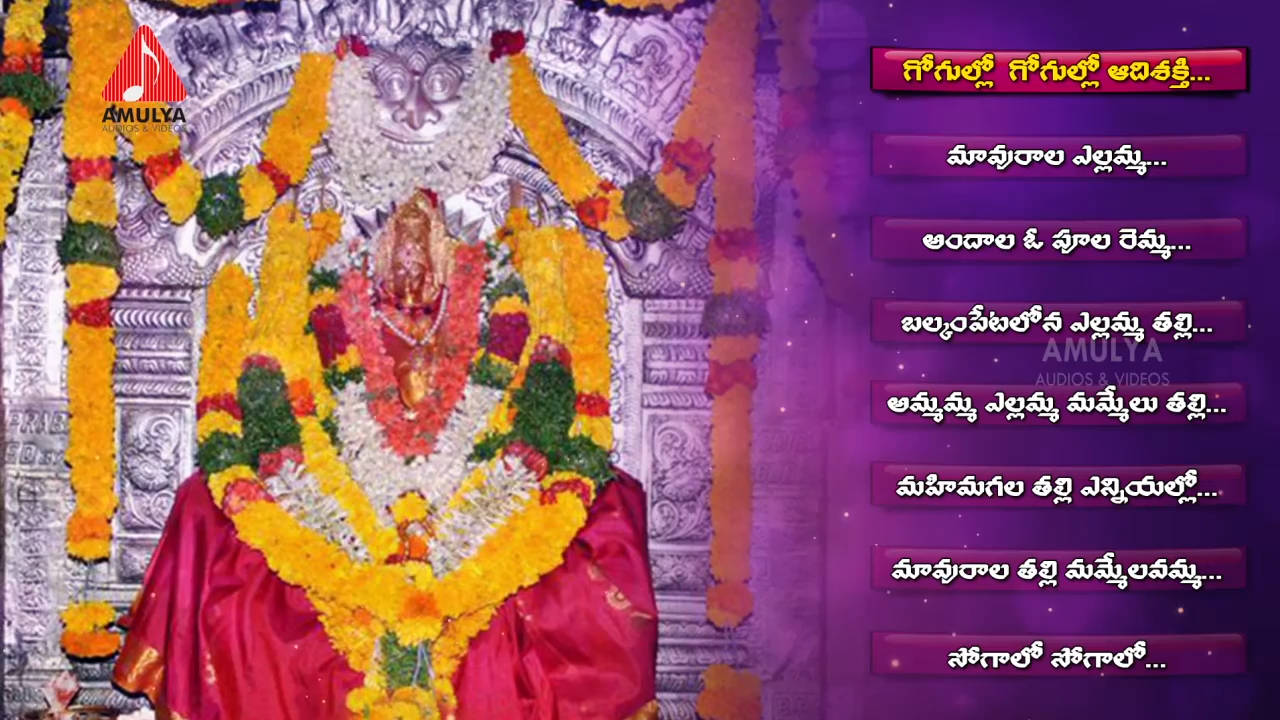 AMULYA
AUDIOS & VIDEOS
గోగుల్లో గోగుల్లో ఆదిశక్తి...
మావురాల ఎల్లమ్మ...
అందాల ఓ పూల రెమ్మ...
బల్కంపేటలోన ఎల్లమ్మ తల్లి...
AMULYA
AUDIOS & VIDEOS
అమ్మమ్మ ఎల్లమ్మ మమ్మేలు తల్లి...
మహిమగల తల్లి ఎన్నియల్లో...
మావురాల తల్లి మమ్మేలవమ్మ...
సోగాలో సోగాలో...